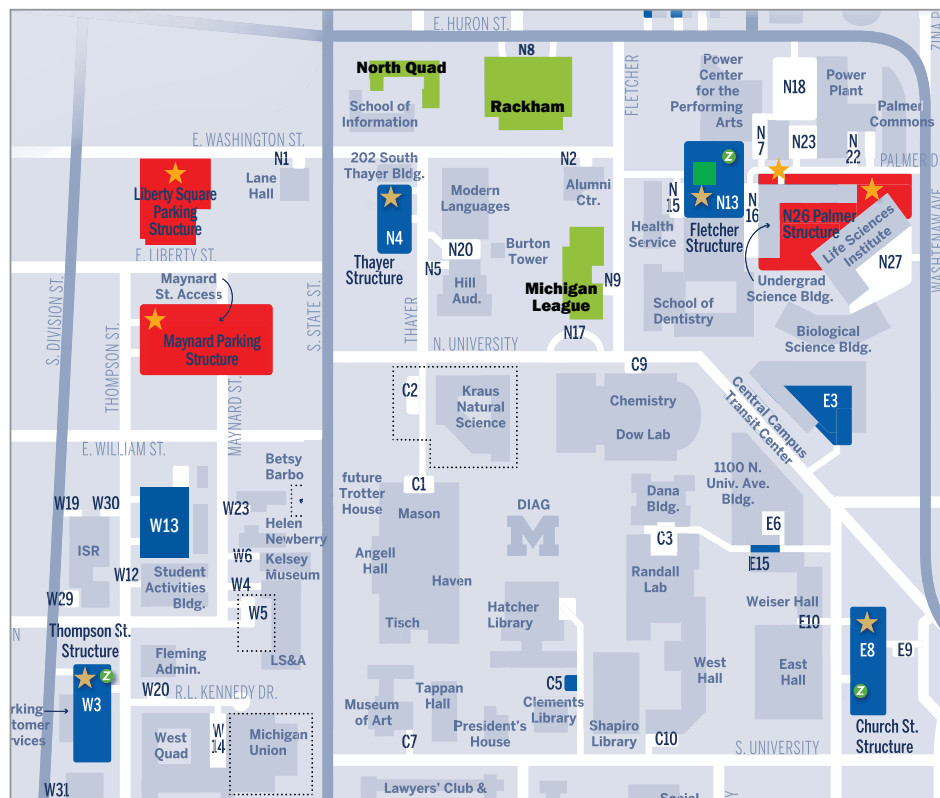 E. HURON ST.
ZINA P
N8
North Quad
Rackham
School of
Information
FLETCHER
Power
Center
for the
Performing
Arts
N18
Power
Plant
Palmer
Commons
E. WASHINGTON ST.
N1
Lane
Hall
202 South
Thayer Bldg.
N2
Alumni
Ctr.
N
7
N23
N
22
PALMER D
Z
Liberty Square
Parking
Structure
N4
Thayer
Structure
Modern
Languages
N20
N5
Burton
Tower
Hill
Aud.
N
15
N13
N
16
Fletcher
Structure
Health
Service
N26 Palmer
Structure
Life Sciences
Institute
N27
WASHTENAW AVE.
E. LIBERTY ST.
Maynard
St. Access
Michigan
League
N9
N17
School of
Dentistry
Undergrad
Science Bldg.
Biological
Science Bldg.
S. DIVISION ST.
THOMPSON ST.
Maynard Parking
Structure
S. STATE ST.
THAYER
N. UNIVERSITY
MAYNARD ST.
C9
C2
Kraus
Natural
Science
Chemistry
Dow Lab
Central Campus
Transit Center
E3
E. WILLIAM ST.
Betsy
Barbo
future
Trotter
House
C1
Mason
DIAG
M
Dana
Bldg.
1100 N.
Univ. Ave.
Bldg.
W19
W30
W13
W23
Helen
Newberry
ISR
W6
Kelsey
Museum
Angell
Hall
Haven
C3
E6
E15
Randall
Lab
W12
Student
Activities
Bldg.
W4
W29
W5
Tisch
Hatcher
Library
Weiser Hall
E10
E8
E9
Z
N
Thompson St.
Structure
Z
W3
Fleming
Admin.
LS&A
W20
R.L. KENNEDY DR.
Museum
of Art
Tappan
Hall
C5
Clements
Library
West
Hall
East
Hall
rking
tomer
rvices
West
Quad
W
14
Michigan
Union
C7
President's
House
Shapiro
Library
C10
S. UNIVERSITY
Church St.
Structure
W31
Lawyers' Club &